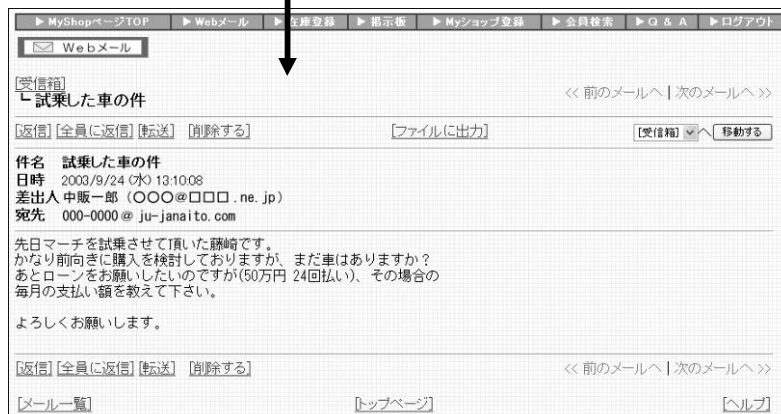 ▶ MyShopページTOP ▶ Webメール ▶ 在庫登録 ▶ 掲示板 ▶ Myショップ登録 ▶ 会員検索 ▶ Q & A ▶ ログアウト
Webメール
[受信箱]
┗ 試乗した車の件
<< 前のメールへ | 次のメールへ >>
[返信] [全員に返信] [転送] [削除する] [ファイルに出力] [受信箱] へ 移動する
件名 試乗した車の件
日時 2003/9/24 (水) 13:10:08
差出人 中販一郎 (〇〇〇@□□□.ne.jp)
宛先 000-0000@ ju-janaito.com
先日マーチを試乗させて頂いた藤崎です。
かなり前向きに購入を検討しておりますが、まだ車はありますか?
あとローンをお願いしたいのですが(50万円 24回払い)、その場合の
毎月の支払い額を教えて下さい。
よろしくお願いします。
[返信] [全員に返信] [転送] [削除する] << 前のメールへ | 次のメールへ >>
[メール一覧] [トップページ] [ヘルプ]